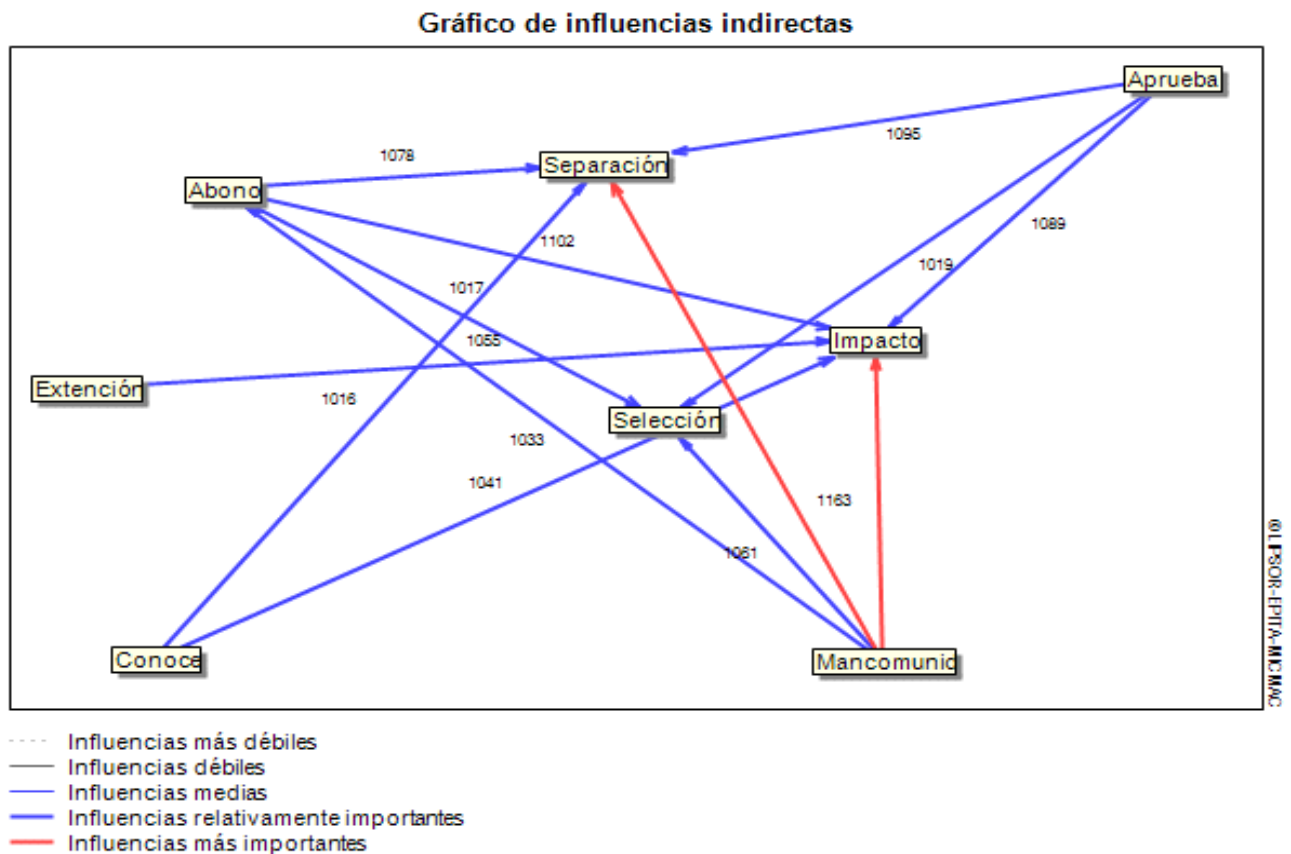 Gráfico de influencias indirectas
Aprueba
1095
1078
Separación
Abono
1089
1102
1019
1017
Impacto
1055
Extención
1016
Selección
1033
1041
1163
1061
Conoce
Mancomunid
@LIPSOR-EPITA-MICMAC
Influencias más débiles
Influencias débiles
Influencias medias
Influencias relativamente importantes
Influencias más importantes